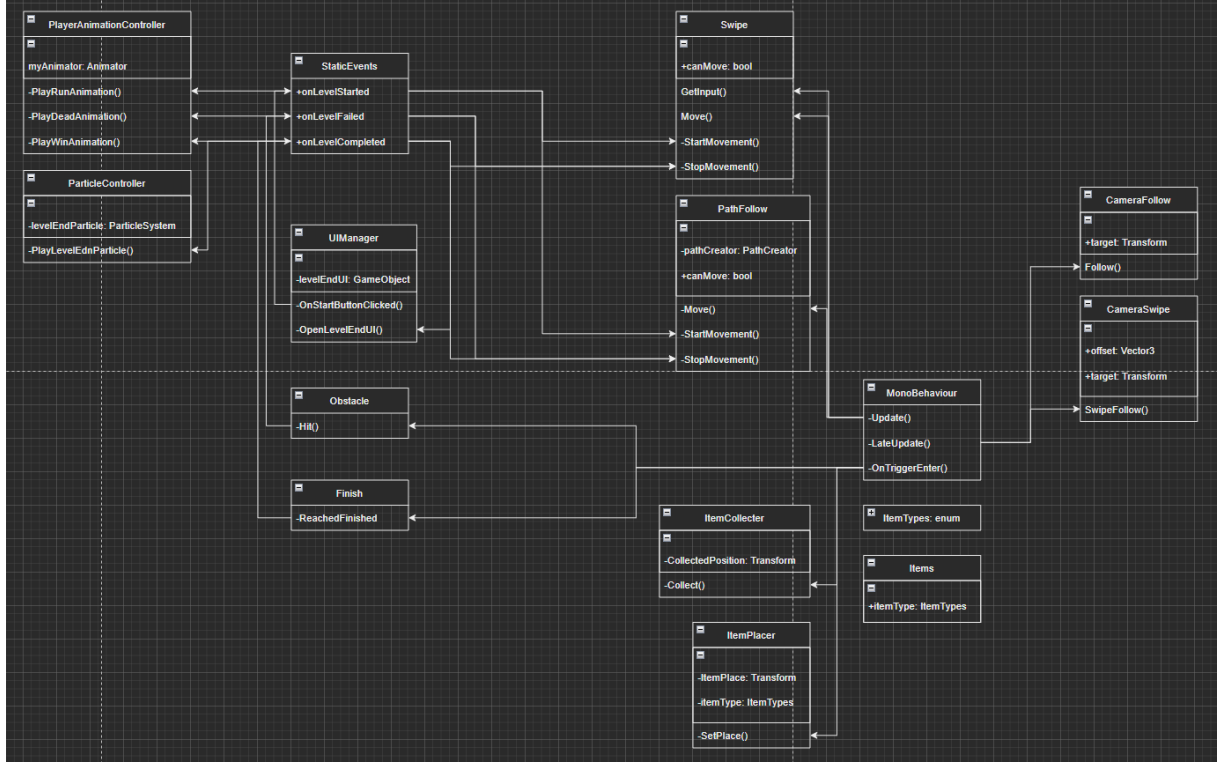 PlayerAnimationController
myAnimator: Animator
-PlayRunAnimation()
-PlayDeadAnimation()
-PlayWinAnimation()
ParticleController
-levelEndParticle: ParticleSystem
-PlayLevelEdnParticle()
StaticEvents
+onLevelStarted
+onLevelFailed
+onLevelCompleted
UIManager
-levelEndUI: GameObject
-OnStartButtonClicked()
-OpenLevelEndUI()
Obstacle
-Hit()
Finish
-ReachedFinished
Swipe
+canMove: bool
GetInput()
Move()
-StartMovement()
-StopMovement()
PathFollow
-pathCreator: PathCreator
+canMove: bool
-Move()
-StartMovement()
-StopMovement()
ItemCollecter
-CollectedPosition: Transform
-Collect()
ItemPlacer
-ItemPlace: Transform
-itemType: ItemTypes
-SetPlace()
MonoBehaviour
-Update()
-LateUpdate()
-OnTriggerEnter()
ItemTypes: enum
Items
+itemType: ItemTypes
CameraFollow
+target: Transform
Follow()
CameraSwipe
+offset: Vector3
+target: Transform
SwipeFollow()